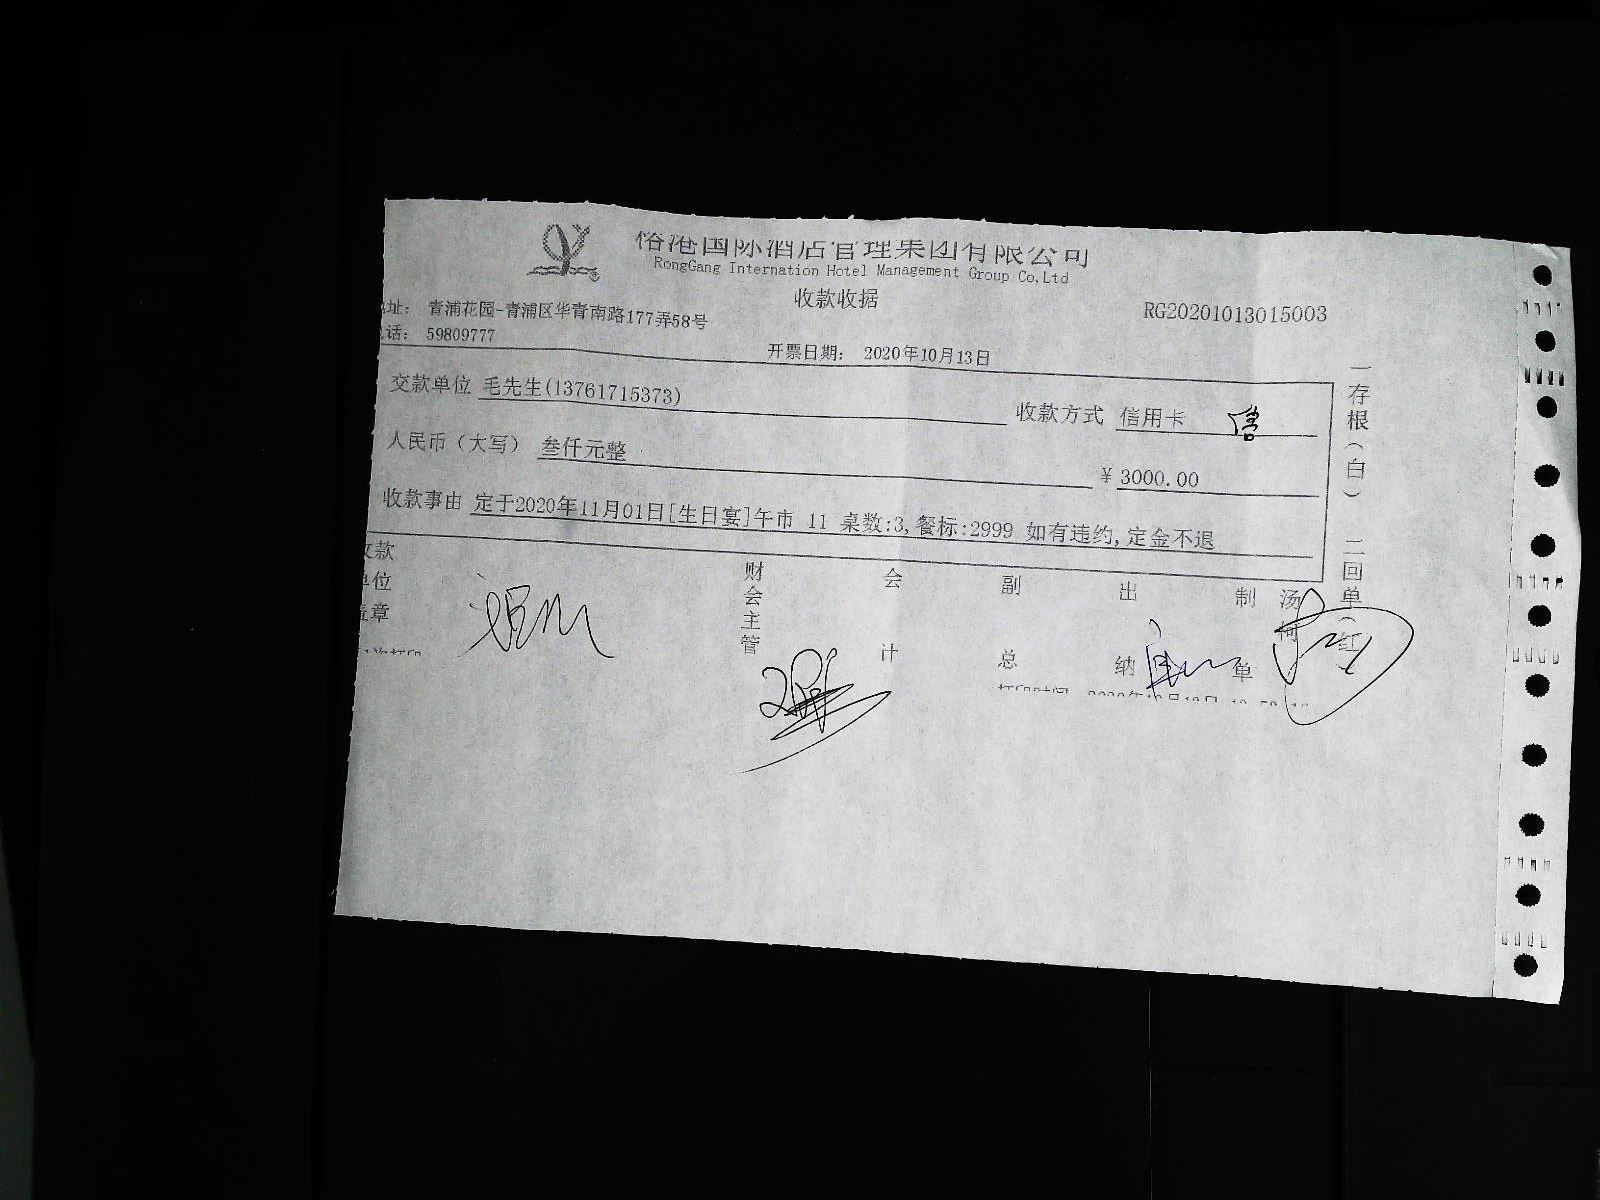 国际酒店管理集团有限公司
RongGang Internation Hotel Management Group Co,Ltd
收款收据
址: 青浦花园-青浦区华青南路177弄58号
RG20201013015003
话: 59809777
开票日期: 2020年10月13日
交款单位 毛先生(13761715373)
收款方式 信用卡 信
人民币(大写) 叁仟元整
¥ 3000.00
收款事由 定于2020年11月01日[生日宴]午市 11 桌数:3,餐标:2999 如有违约,定金不退
款
位
章
财会主管
会计
副总
出纳
制单
汤
一存根(白) 二回单(红)